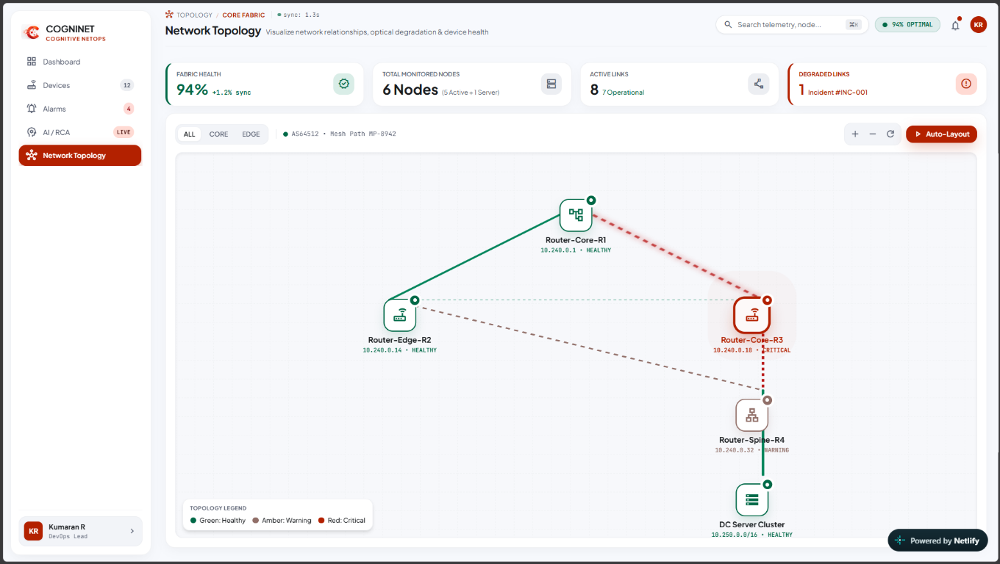 COGNINET
COGNITIVE NETOPS
Dashboard
Devices 12
Alarms 4
AI / RCA LIVE
Network Topology
KR Kumaran R
DevOps Lead
TOPOLOGY / CORE FABRIC sync: 1.3s
Network Topology Visualize network relationships, optical degradation & device health
Search telemetry, node... ⌘K
94% OPTIMAL
KR
FABRIC HEALTH
94% +1.2% sync
TOTAL MONITORED NODES
6 Nodes (5 Active + 1 Server)
ACTIVE LINKS
8 7 Operational
DEGRADED LINKS
1 Incident #INC-001
ALL CORE EDGE AS64512 • Mesh Path MP-8942
+ − Auto-Layout
Router-Core-R1
10.240.0.1 • HEALTHY
Router-Edge-R2
10.240.0.14 • HEALTHY
Router-Core-R3
10.240.0.18 • CRITICAL
Router-Spine-R4
10.240.0.32 • WARNING
DC Server Cluster
10.250.0.0/16 • HEALTHY
TOPOLOGY LEGEND
Green: Healthy Amber: Warning Red: Critical
Powered by Netlify